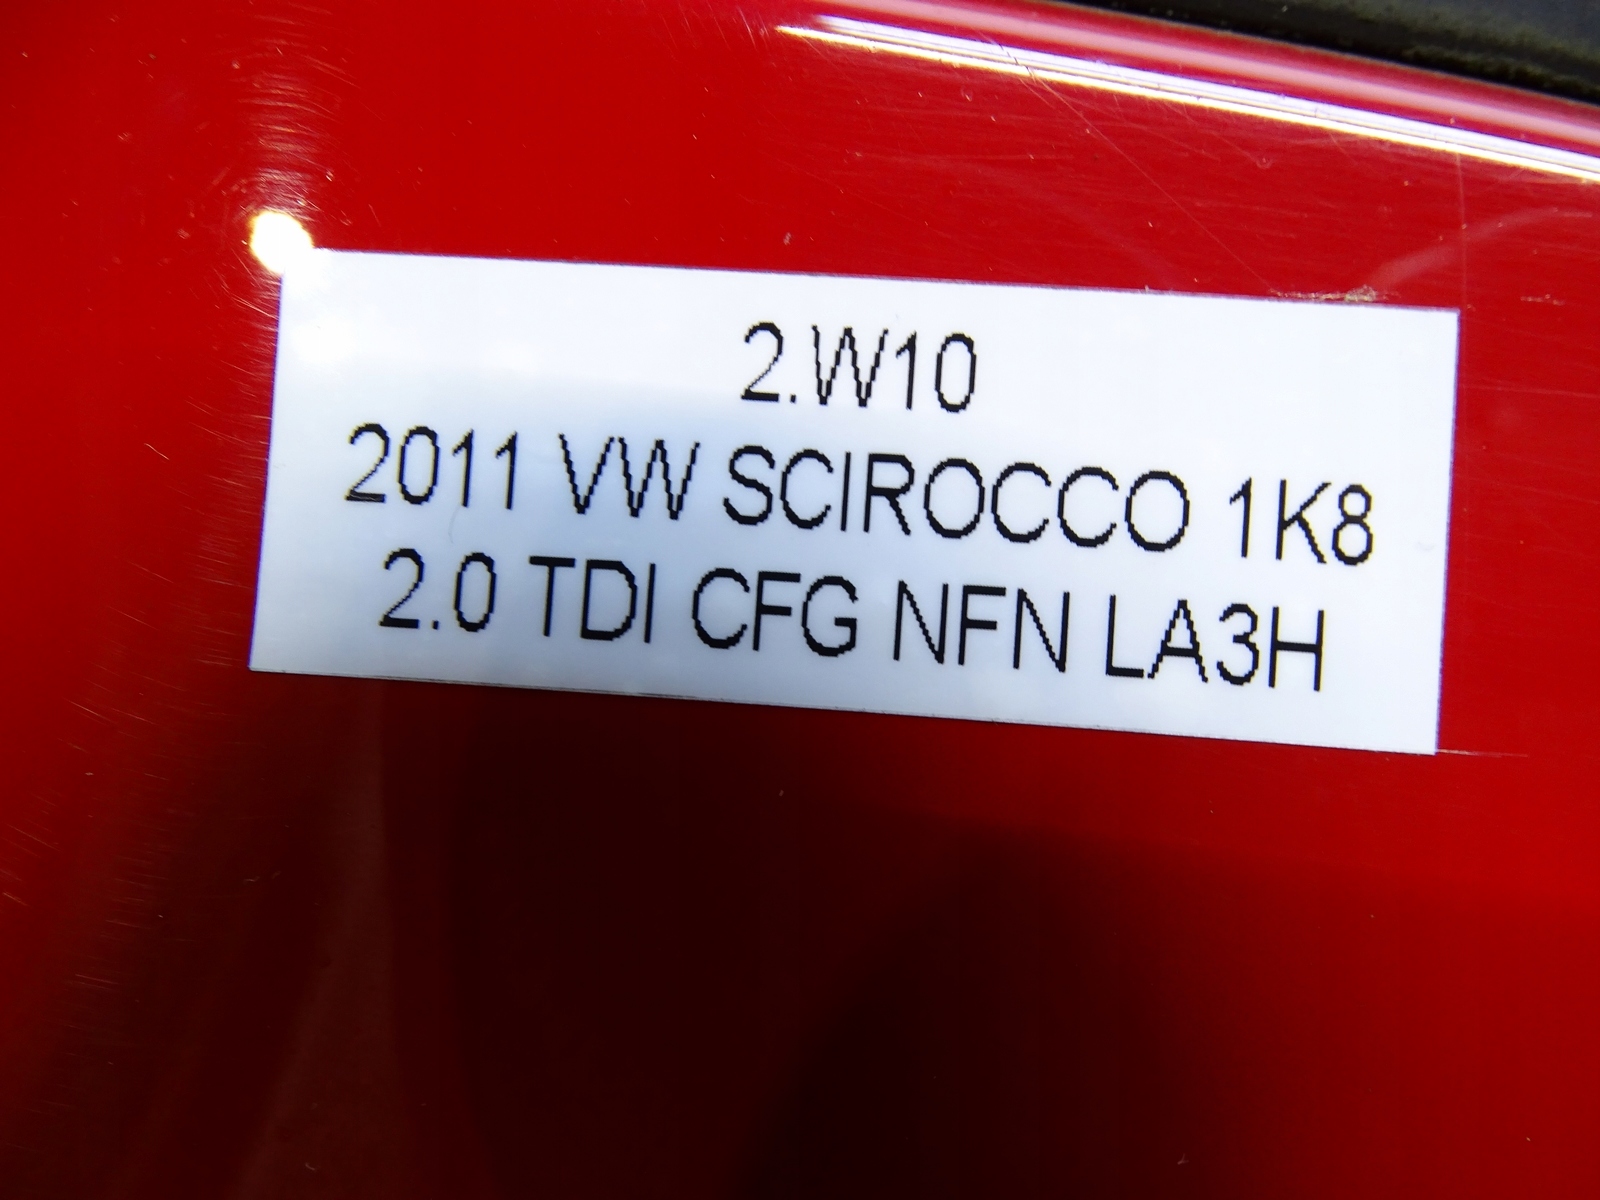 2.W10
2011 VW SCIROCCO 1K8
2.0 TDI CFG NFN LA3H